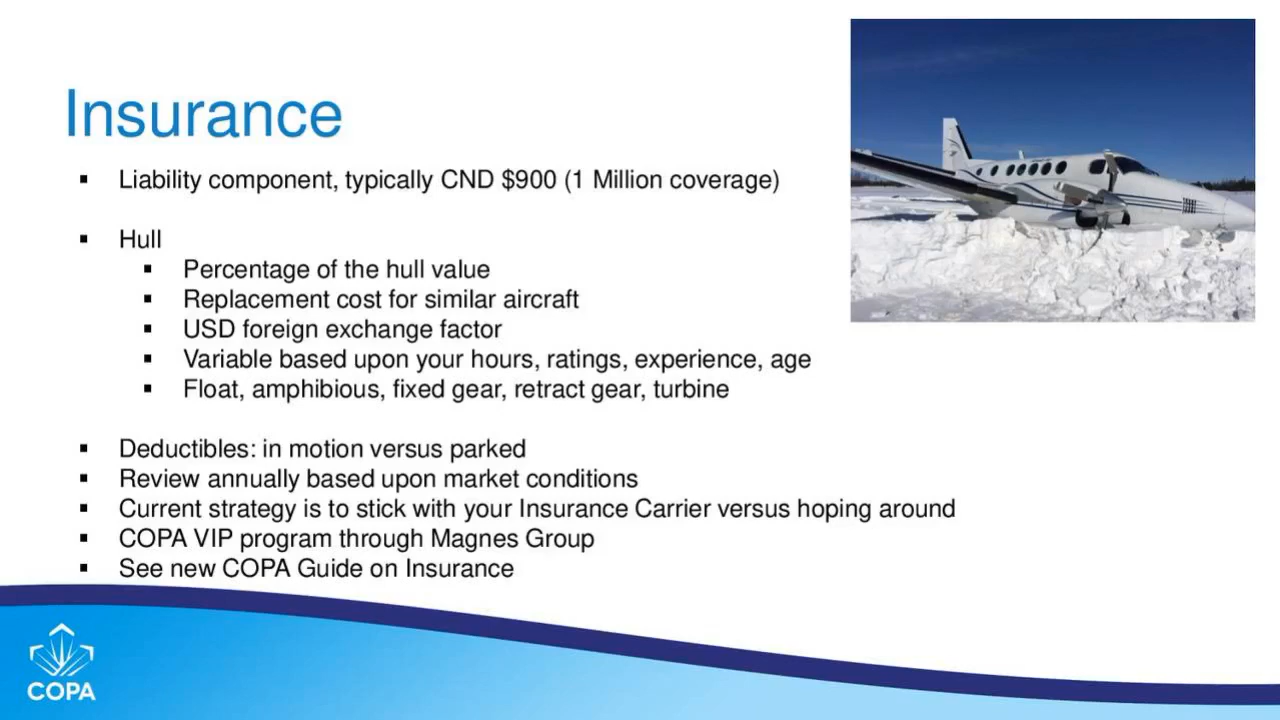 Insurance
▪ Liability component, typically CND $900 (1 Million coverage)
▪ Hull
▪ Percentage of the hull value
▪ Replacement cost for similar aircraft
▪ USD foreign exchange factor
▪ Variable based upon your hours, ratings, experience, age
▪ Float, amphibious, fixed gear, retract gear, turbine
▪ Deductibles: in motion versus parked
▪ Review annually based upon market conditions
▪ Current strategy is to stick with your Insurance Carrier versus hoping around
▪ COPA VIP program through Magnes Group
▪ See new COPA Guide on Insurance
COPA